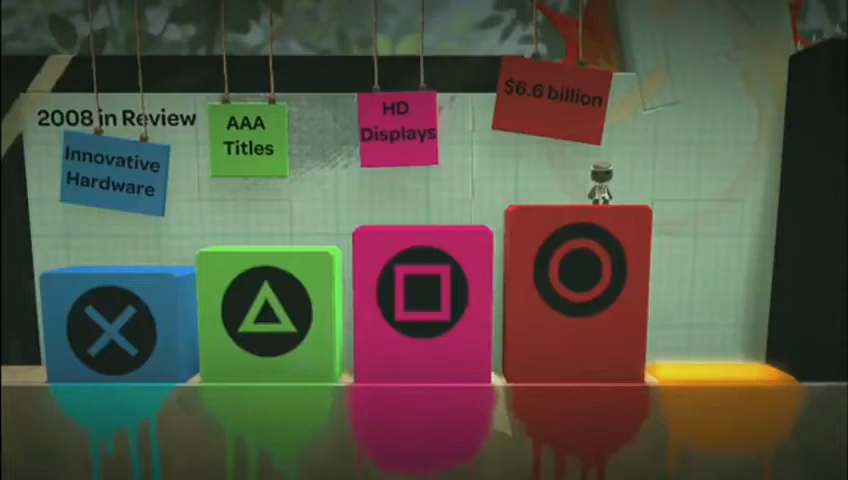 2008 in Review
Innovative
Hardware
AAA
Titles
HD
Displays
$6.6 billion